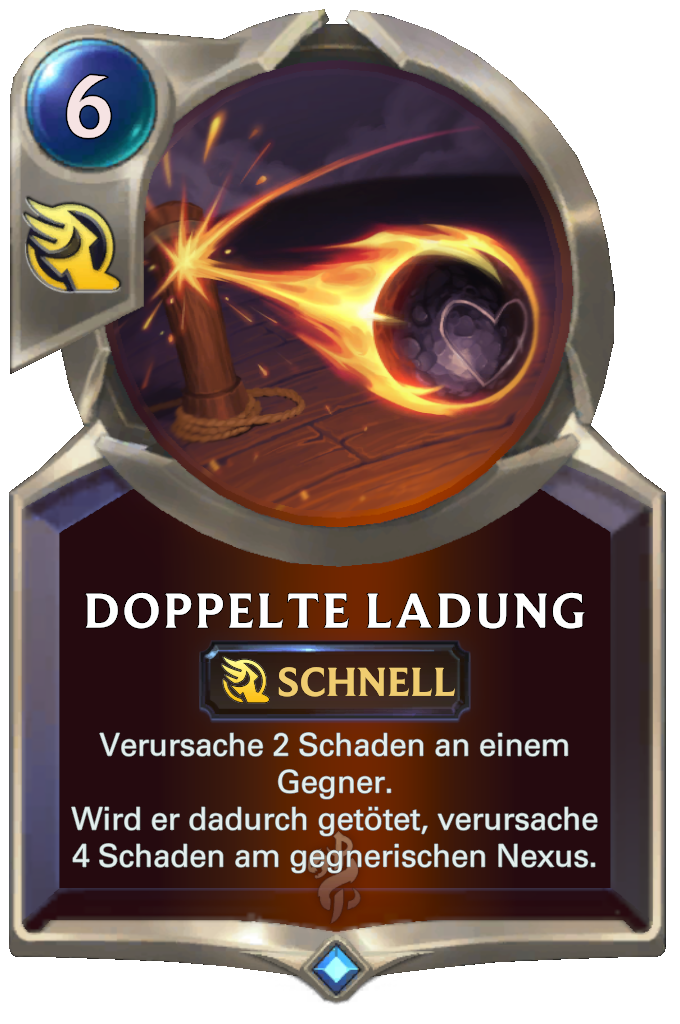 6
DOPPELTE LADUNG
SCHNELL
Verursache 2 Schaden an einem
Gegner.
Wird er dadurch getötet, verursache
4 Schaden am gegnerischen Nexus.